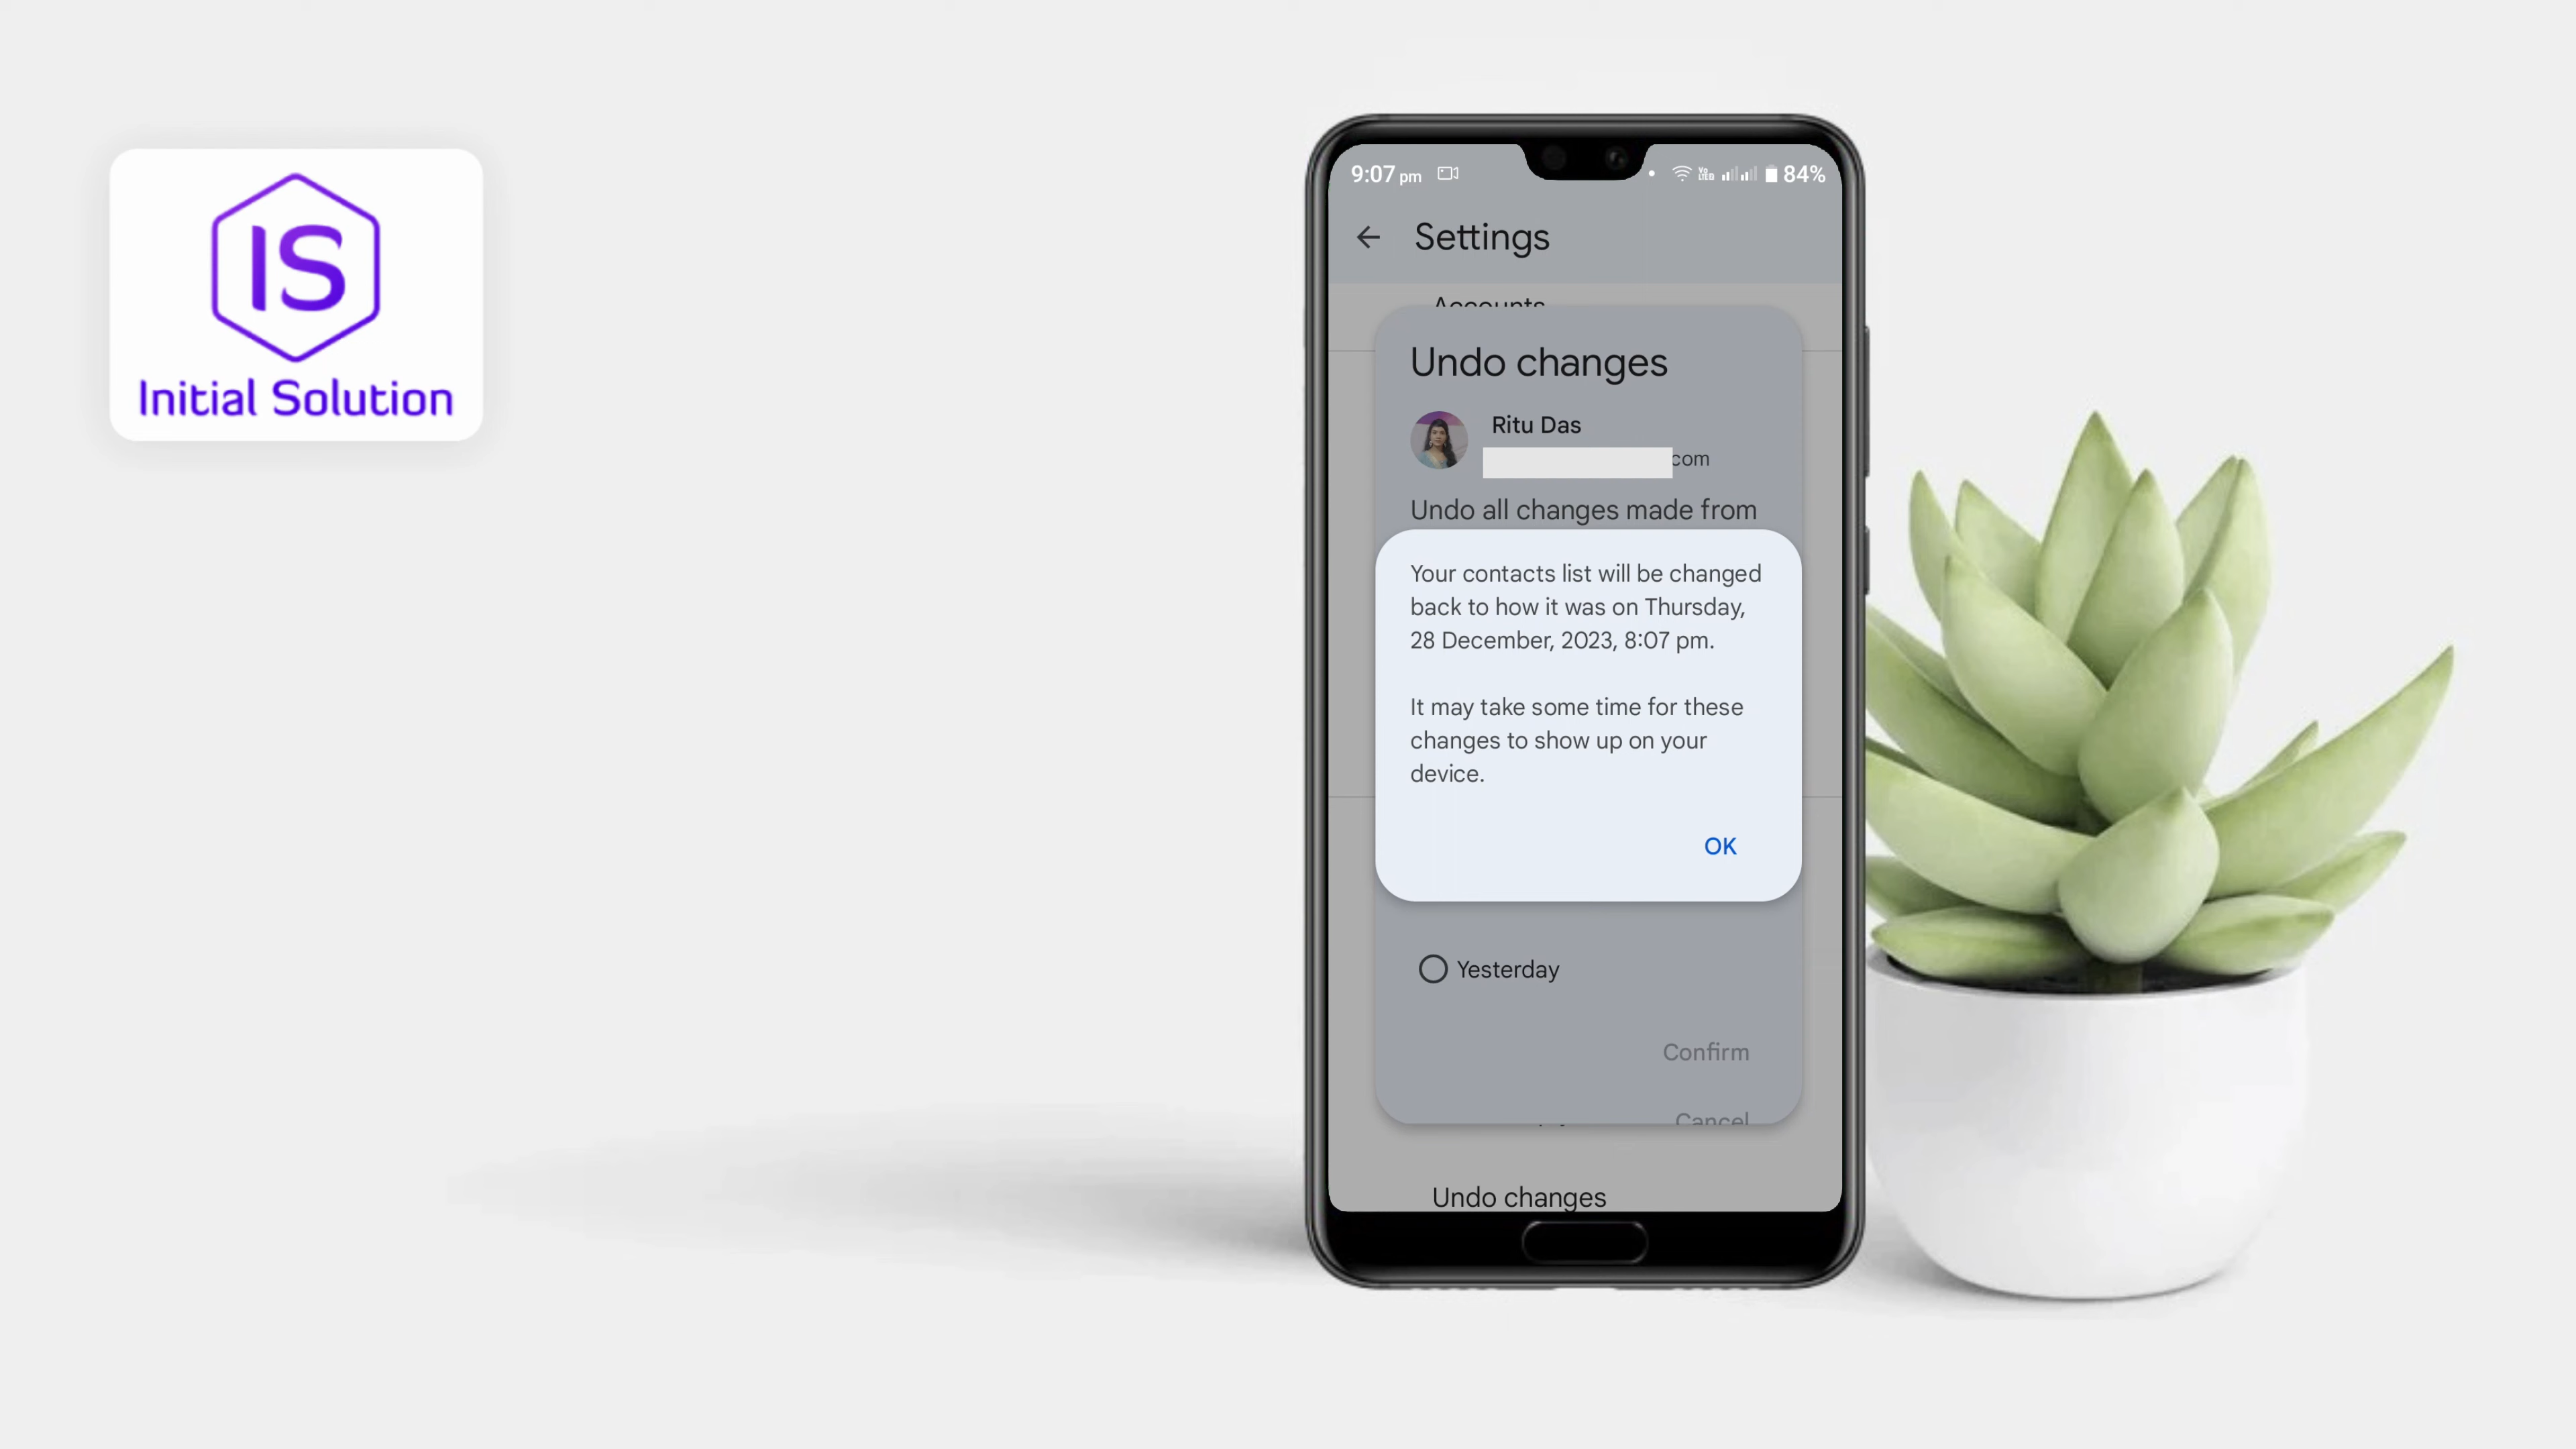 IS
Initial Solution
9:07 pm
84%
Settings
Accounts
Undo changes
Ritu Das
com
Undo all changes made from
Your contacts list will be changed
back to how it was on Thursday,
28 December, 2023, 8:07 pm.
It may take some time for these
changes to show up on your
device.
OK
Yesterday
Confirm
Cancel
Undo changes